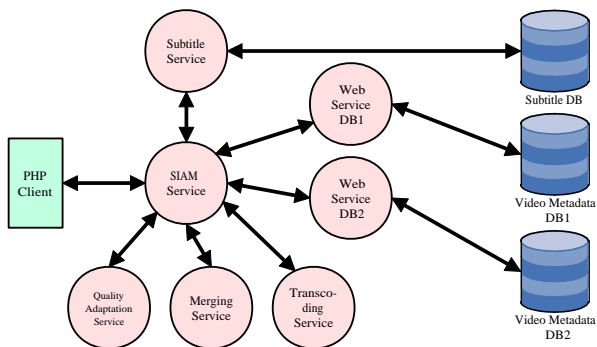 Subtitle
Service
Subtitle DB
Web
Service
DB1
PHP
Client
SIAM
Service
Web
Service
DB2
Video Metadata
DB1
Quality
Adaptation
Service
Merging
Service
Transco-
ding
Service
Video Metadata
DB2